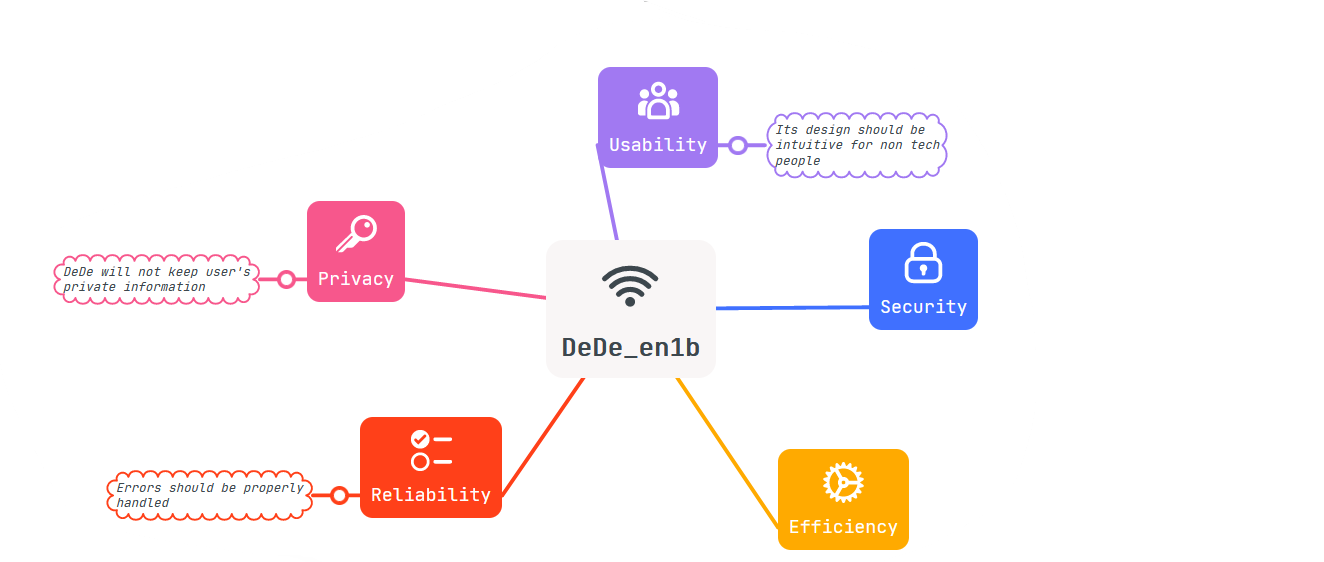 Usability
Its design should be
intuitive for non tech
people
Privacy
DeDe will not keep user's
private information
DeDe_en1b
Security
Reliability
Errors should be properly
handled
Efficiency